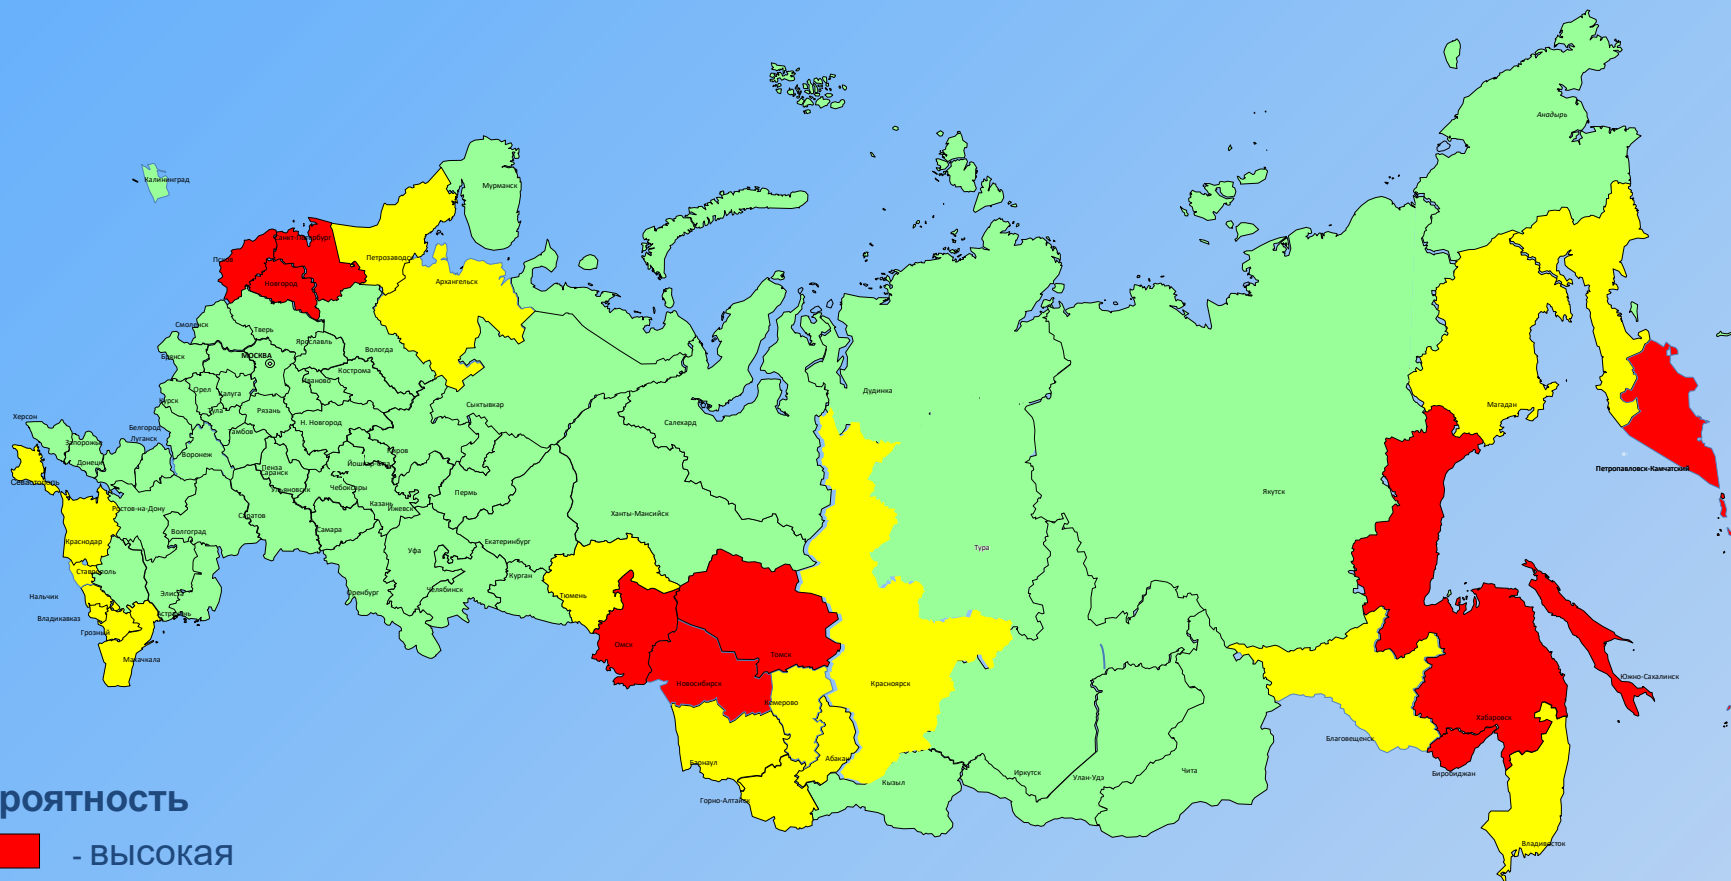 Анадырь
Калининград
Мурманск
Санкт-Петербург
Псков
Петрозаводск
Новгород
Архангельск
Смоленск
Тверь
Ярославль
Вологда
МОСКВА
Брянск
Кострома
Иваново
Дудинка
Орел
Калуга
Курск
Сыктывкар
Тула
Рязань
Магадан
Херсон
Н. Новгород
Салехард
Белгород
Тамбов
Луганск
Запорожье
Киров
Воронеж
Донецк
Йошкар-Ола
Пенза
Саранск
Петропавловск-Камчатский
Севастополь
Ульяновск
Чебоксары
Пермь
Якутск
Казань
Ростов-на-Дону
Ижевск
Ханты-Мансийск
Саратов
Волгоград
Самара
Краснодар
Екатеринбург
Уфа
Тура
Ставрополь
Курган
Элиста
Оренбург
Челябинск
Нальчик
Тюмень
Астрахань
Владикавказ
Грозный
Омск
Махачкала
Томск
Новосибирск
Красноярск
Южно-Сахалинск
Кемерово
Хабаровск
Благовещенск
Барнаул
Абакан
Иркутск
Улан-Удэ
Чита
Биробиджан
Кызыл
Горно-Алтайск
роятность
Владивосток
- высокая